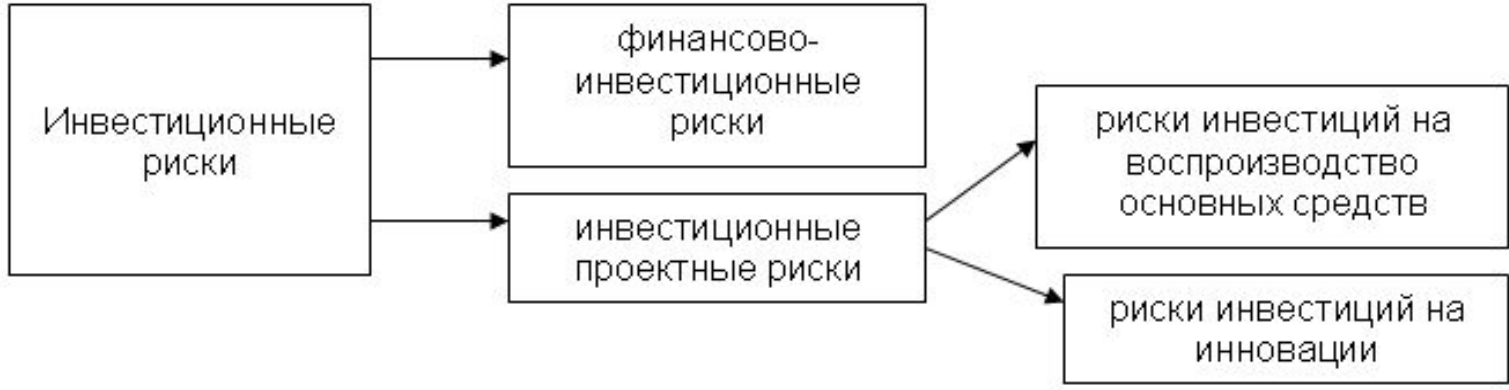 Инвестиционные
риски
финансово-
инвестиционные
риски
инвестиционные
проектные риски
риски инвестиций на
воспроизводство
основных средств
риски инвестиций на
инновации